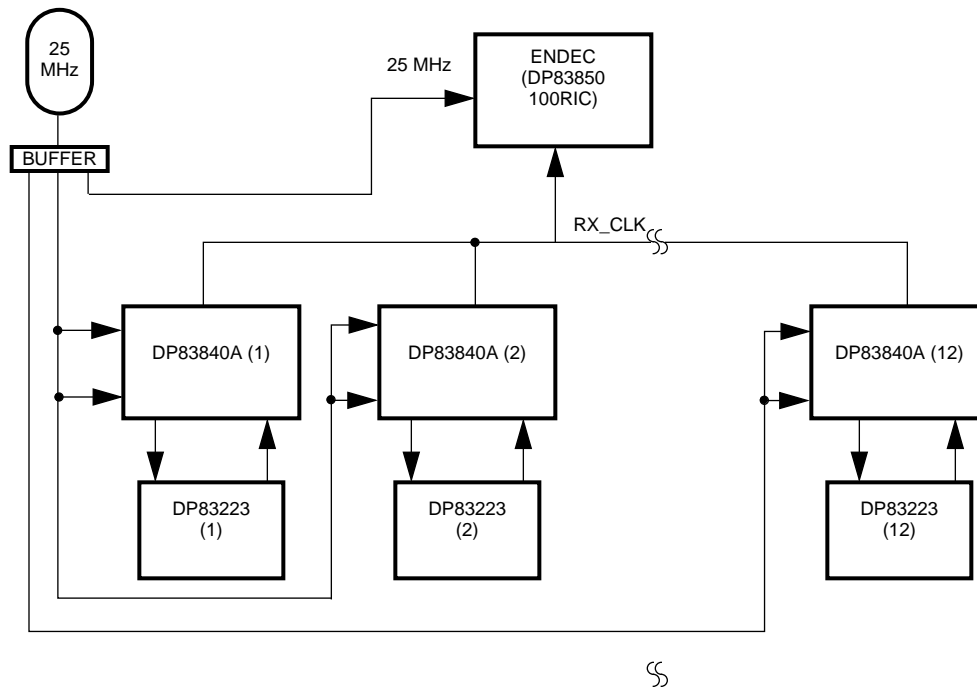 25
MHz
BUFFER
25 MHz
ENDEC
(DP83850
100RIC)
RX_CLK
DP83840A (1)
DP83840A (2)
DP83840A (12)
DP83223
(1)
DP83223
(2)
DP83223
(12)